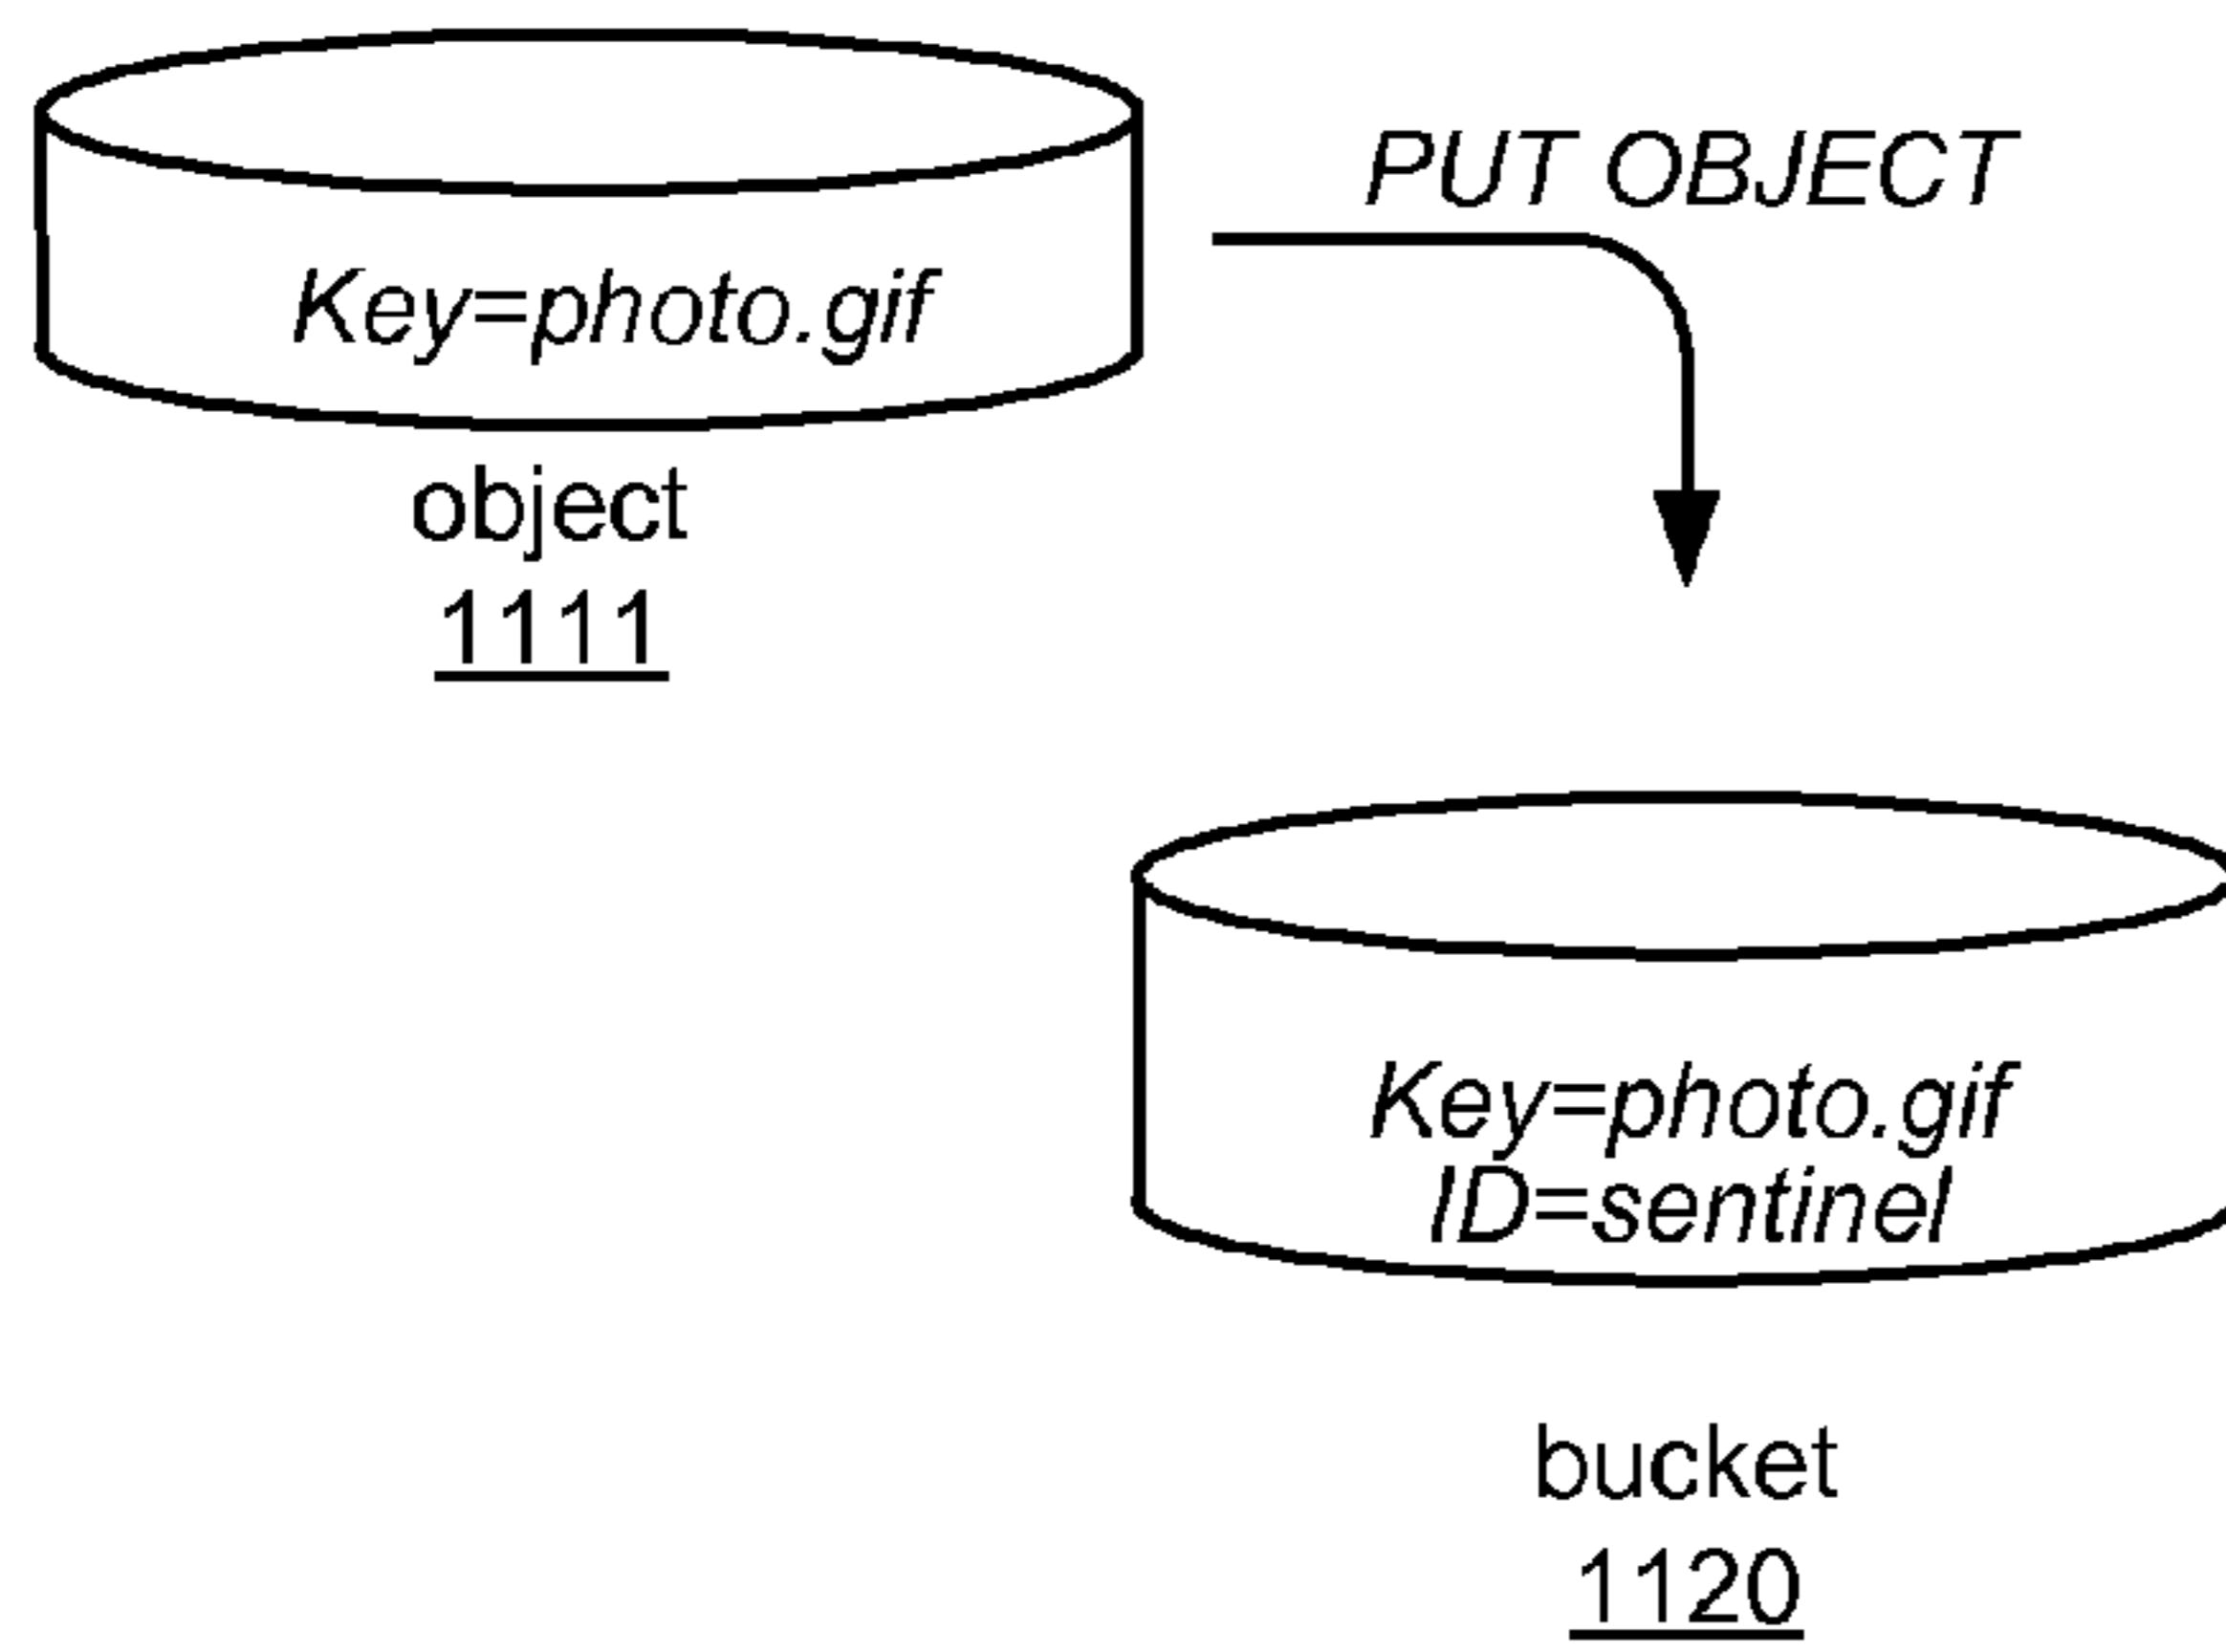 PUT OBJECT
Key=photo.gif
object
1111
Key=photo.gif
ID=sentinel
bucket
1120